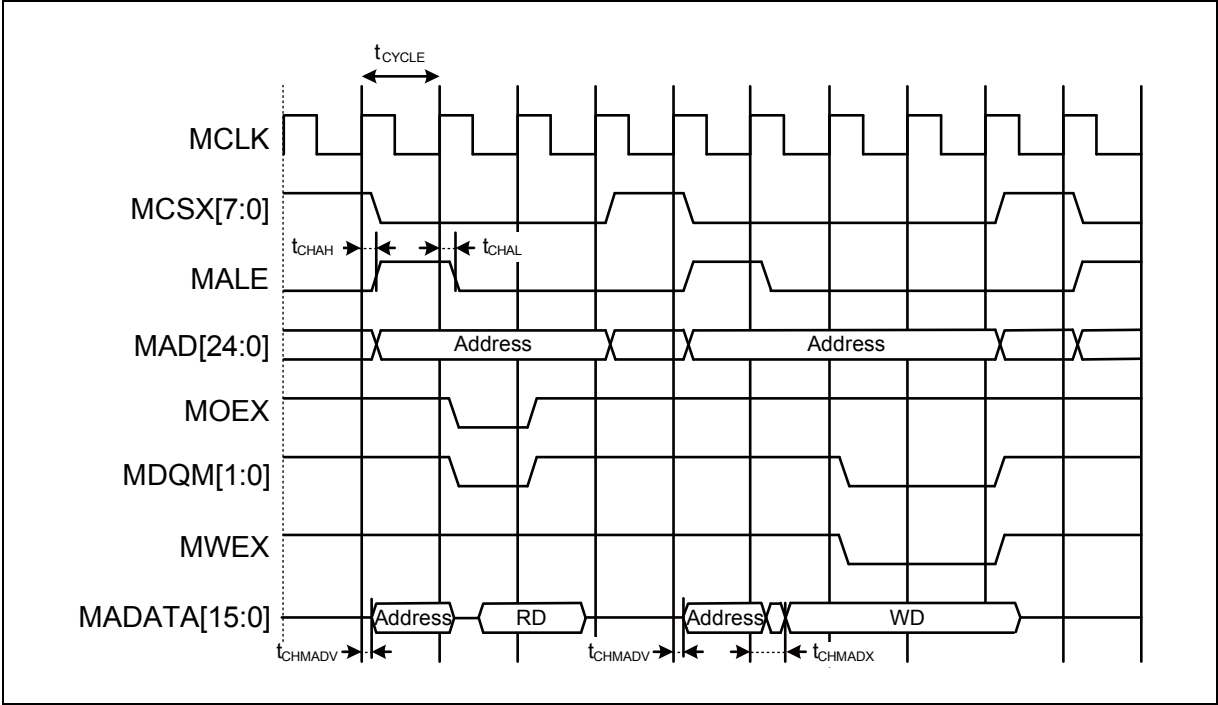 tCYCLE
MCLK
MCSX[7:0]
tCHAH tCHAL
MALE
MAD[24:0] Address Address
MOEX
MDQM[1:0]
MWEX
MADATA[15:0] Address RD Address WD
tCHMADV tCHMADV tCHMADX